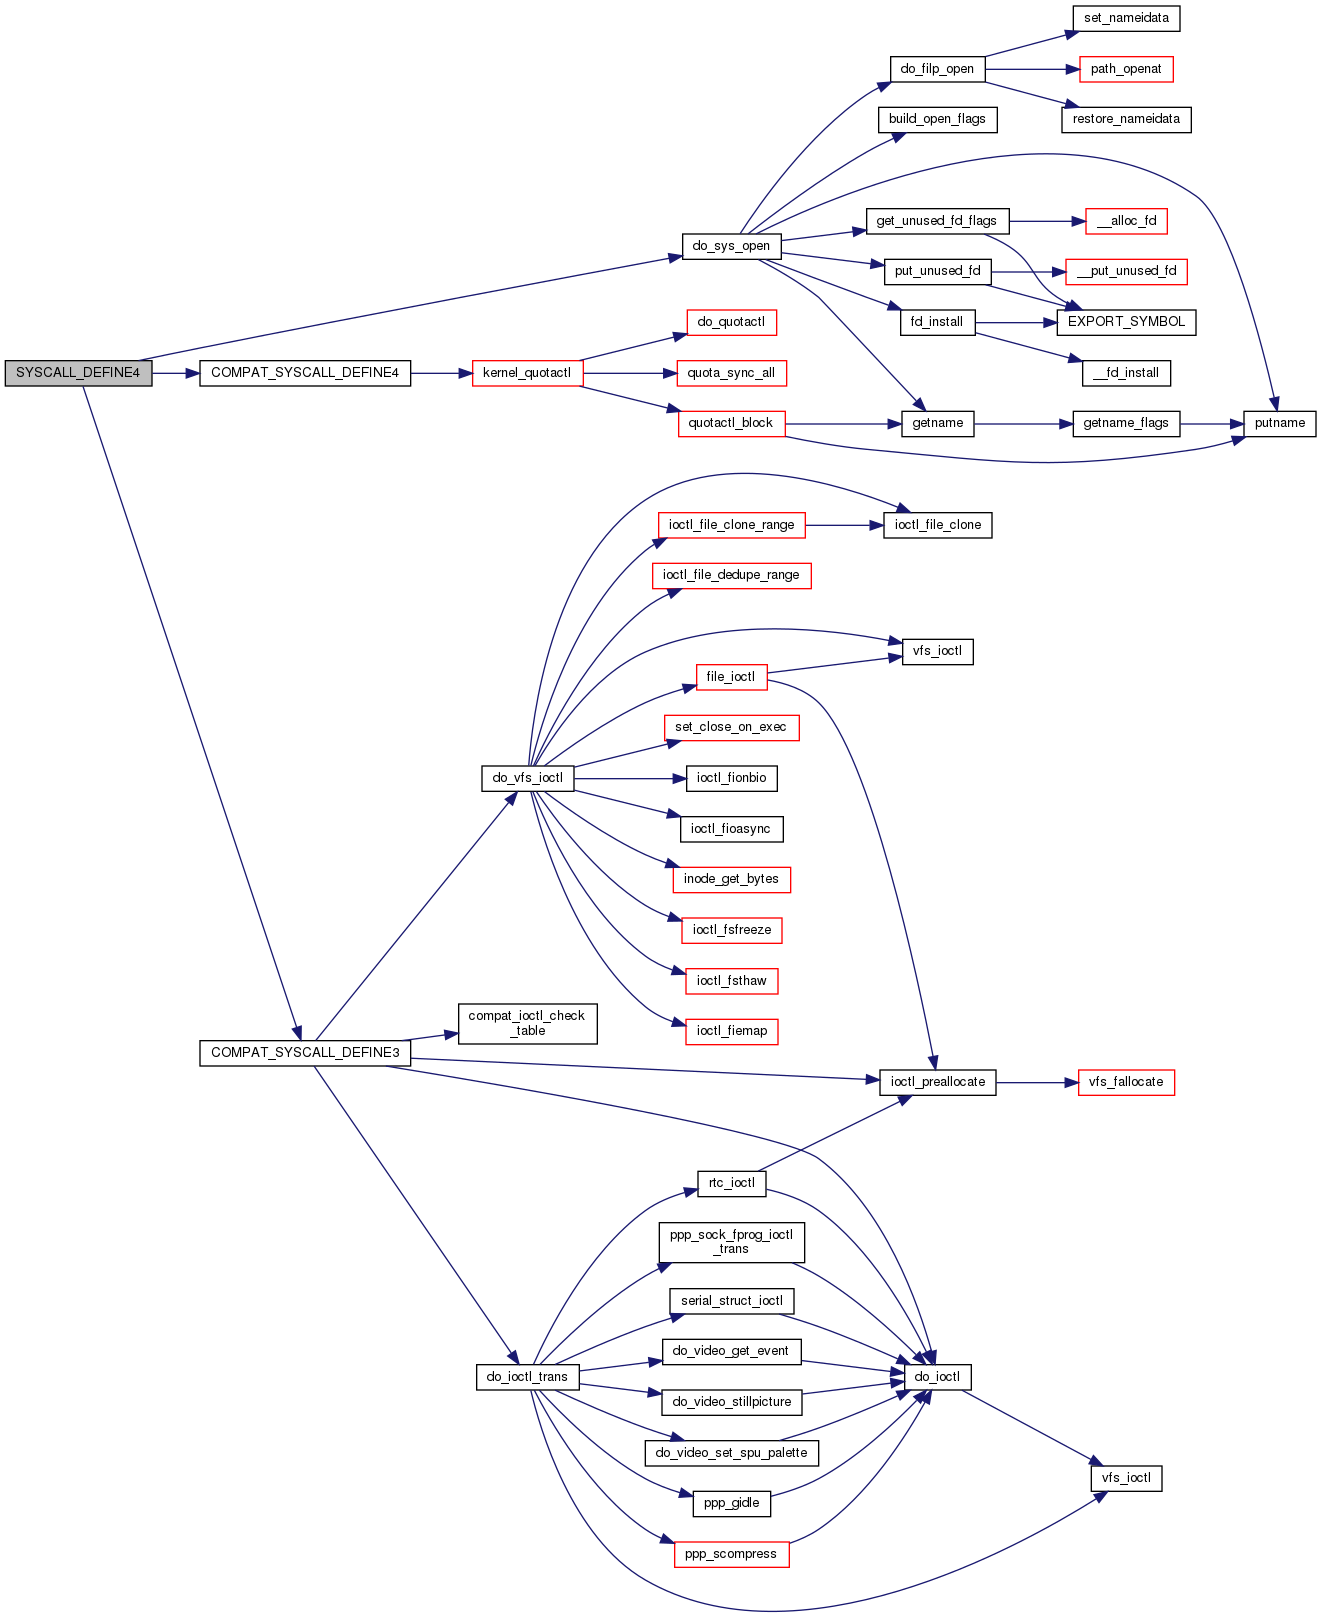 set_nameidata
do_filp_open
path_openat
build_open_flags
restore_nameidata
get_unused_fd_flags
__alloc_fd
do_sys_open
put_unused_fd
__put_unused_fd
do_quotactl
fd_install
EXPORT_SYMBOL
SYSCALL_DEFINE4
COMPAT_SYSCALL_DEFINE4
kernel_quotactl
quota_sync_all
__fd_install
quotactl_block
getname
getname_flags
putname
ioctl_file_clone_range
ioctl_file_clone
ioctl_file_dedupe_range
vfs_ioctl
file_ioctl
set_close_on_exec
do_vfs_ioctl
ioctl_fionbio
ioctl_fioasync
inode_get_bytes
ioctl_fsfreeze
ioctl_fsthaw
compat_ioctl_check
_table
ioctl_fiemap
COMPAT_SYSCALL_DEFINE3
ioctl_preallocate
vfs_fallocate
rtc_ioctl
ppp_sock_fprog_ioctl
_trans
serial_struct_ioctl
do_video_get_event
do_ioctl_trans
do_ioctl
do_video_stillpicture
do_video_set_spu_palette
vfs_ioctl
ppp_gidle
ppp_scompress